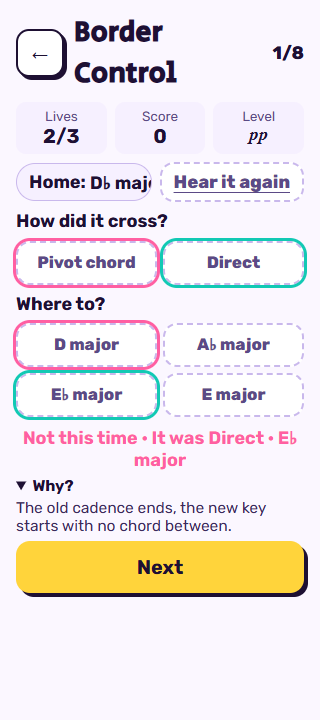 ←
Border
Control
1/8
Lives
2/3
Score
0
Level
pp
Home: D♭
Hear it again
How did it cross?
Pivot chord
Direct
Where to?
D major
A♭ major
E♭ major
E major
Not this time • It was Direct • E♭
major
▼ Why?
The old cadence ends, the new key
starts with no chord between.
Next